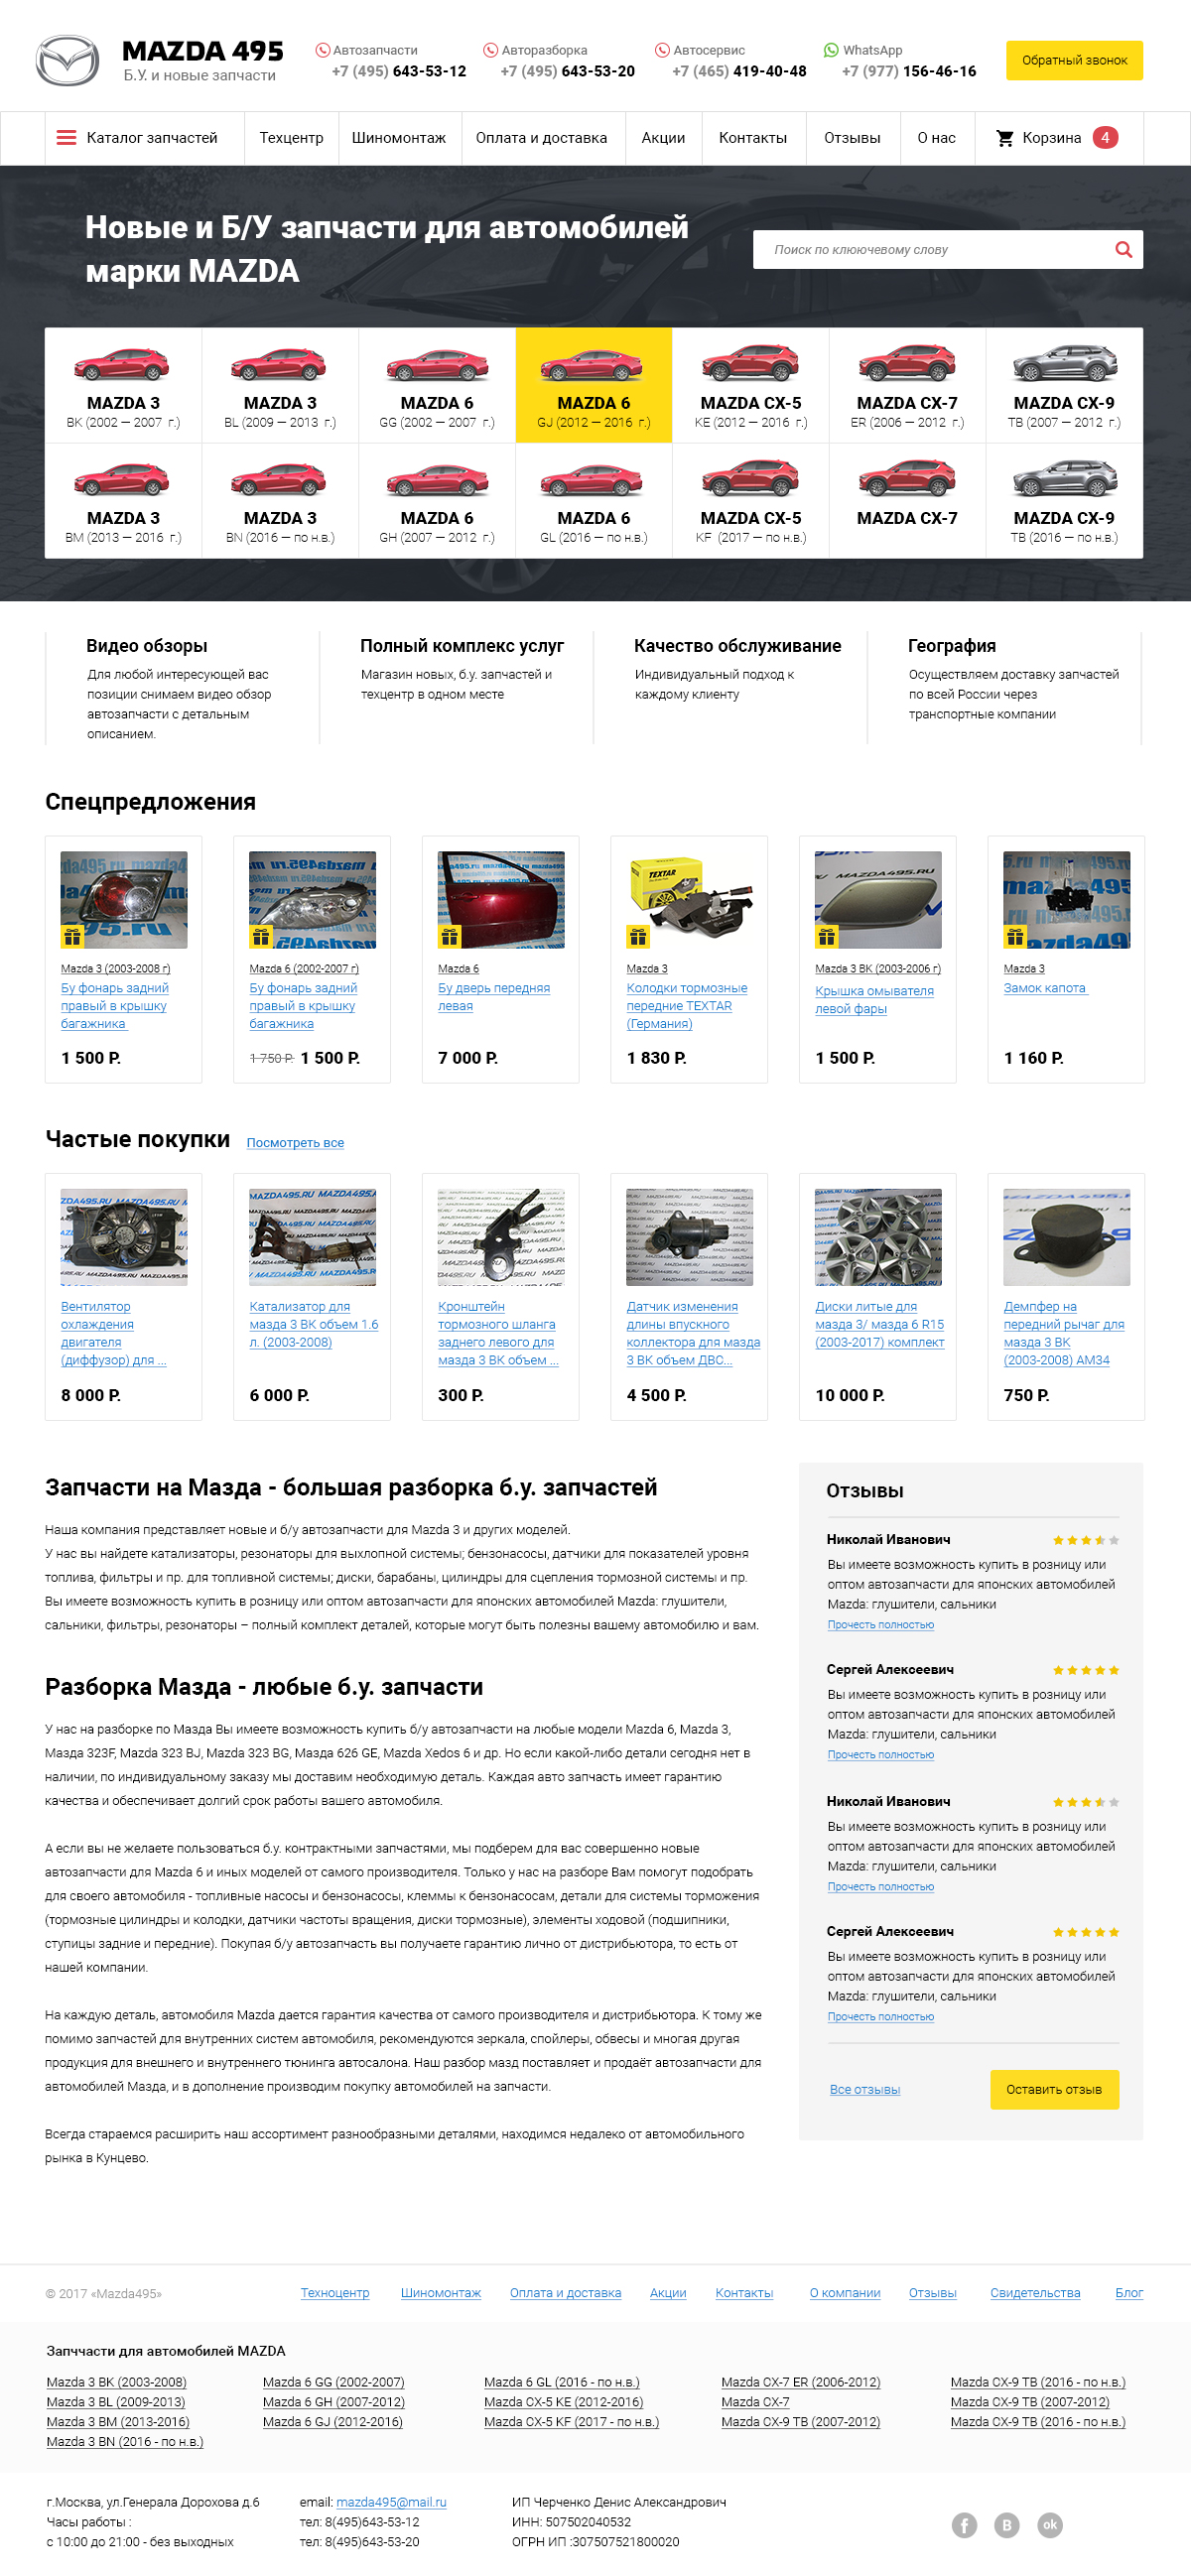 MAZDA 495
Б.У. и новые запчасти
Автозапчасти
+7 (495) 643-53-12
Авторазборка
+7 (495) 643-53-20
Автосервис
+7 (465) 419-40-48
WhatsApp
+7 (977) 156-46-16
Обратный звонок
Каталог запчастей
Техцентр
Шиномонтаж
Оплата и доставка
Акции
Контакты
Отзывы
О нас
Корзина 4
Новые и Б/У запчасти для автомобилей
марки MAZDA
Поиск по клюючевому слову
MAZDA 3
BK (2002 — 2007 г.)
MAZDA 3
BL (2009 — 2013 г.)
MAZDA 6
GG (2002 — 2007 г.)
MAZDA 6
GJ (2012 — 2016 г.)
MAZDA CX-5
KE (2012 — 2016 г.)
MAZDA CX-7
ER (2006 — 2012 г.)
MAZDA CX-9
TB (2007 — 2012 г.)
MAZDA 3
BM (2013 — 2016 г.)
MAZDA 3
BN (2016 — по н.в.)
MAZDA 6
GH (2007 — 2012 г.)
MAZDA 6
GL (2016 — по н.в.)
MAZDA CX-5
KF (2017 — по н.в.)
MAZDA CX-7
MAZDA CX-9
TB (2016 — по н.в.)
Видео обзоры
Для любой интересующей вас
позиции снимаем видео обзор
автозапчасти с детальным
описанием.
Полный комплекс услуг
Магазин новых, б.у. запчастей и
техцентр в одном месте
Качество обслуживание
Индивидуальный подход к
каждому клиенту
География
Осуществляем доставку запчастей
по всей России через
транспортные компании
Спецпредложения
Mazda 3 (2003-2008 г)
Бу фонарь задний
правый в крышку
багажника
1 500 Р.
Mazda 6 (2002-2007 г)
Бу фонарь задний
правый в крышку
багажника
1 750 Р. 1 500 Р.
Mazda 6
Бу дверь передняя
левая
7 000 Р.
TEXTAR
Mazda 3
Колодки тормозные
передние TEXTAR
(Германия)
1 830 Р.
Mazda 3 BK (2003-2006 г)
Крышка омывателя
левой фары
1 500 Р.
Mazda 3
Замок капота
1 160 Р.
Частые покупки
Посмотреть все
Вентилятор
охлаждения
двигателя
(диффузор) для ...
8 000 Р.
Катализатор для
мазда 3 ВК объем 1.6
л. (2003-2008)
6 000 Р.
Кронштейн
тормозного шланга
заднего левого для
мазда 3 ВК объем ...
300 Р.
Датчик изменения
длины впускного
коллектора для мазда
3 ВК объем ДВС...
4 500 Р.
Диски литые для
мазда 3/ мазда 6 R15
(2003-2017) комплект
10 000 Р.
Демпфер на
передний рычаг для
мазда 3 BK
(2003-2008) АМ34
750 Р.
Запчасти на Мазда - большая разборка б.у. запчастей
Наша компания представляет новые и б/у автозапчасти для Mazda 3 и других моделей.
У нас вы найдете катализаторы, резонаторы для выхлопной системы; бензонасосы, датчики для показателей уровня
топлива, фильтры и пр. для топливной системы; диски, барабаны, цилиндры для сцепления тормозной системы и пр.
Вы имеете возможность купить в розницу или оптом автозапчасти для японских автомобилей Mazda: глушители,
сальники, фильтры, резонаторы – полный комплект деталей, которые могут быть полезны вашему автомобилю и вам.
Разборка Мазда - любые б.у. запчасти
У нас на разборке по Мазда Вы имеете возможность купить б/у автозапчасти на любые модели Mazda 6, Mazda 3,
Мазда 323F, Mazda 323 BJ, Mazda 323 BG, Мазда 626 GE, Mazda Xedos 6 и др. Но если какой-либо детали сегодня нет в
наличии, по индивидуальному заказу мы доставим необходимую деталь. Каждая авто запчасть имеет гарантию
качества и обеспечивает долгий срок работы вашего автомобиля.
А если вы не желаете пользоваться б.у. контрактными запчастями, мы подберем для вас совершенно новые
автозапчасти для Mazda 6 и иных моделей от самого производителя. Только у нас на разборе Вам помогут подобрать
для своего автомобиля - топливные насосы и бензонасосы, клеммы к бензонасосам, детали для системы торможения
(тормозные цилиндры и колодки, датчики частоты вращения, диски тормозные), элементы ходовой (подшипники,
ступицы задние и передние). Покупая б/у автозапчасть вы получаете гарантию лично от дистрибьютора, то есть от
нашей компании.
На каждую деталь, автомобиля Mazda дается гарантия качества от самого производителя и дистрибьютора. К тому же
помимо запчастей для внутренних систем автомобиля, рекомендуются зеркала, спойлеры, обвесы и многая другая
продукция для внешнего и внутреннего тюнинга автосалона. Наш разбор мазд поставляет и продаёт автозапчасти для
автомобилей Мазда, и в дополнение производим покупку автомобилей на запчасти.
Всегда стараемся расширить наш ассортимент разнообразными деталями, находимся недалеко от автомобильного
рынка в Кунцево.
Отзывы
Николай Иванович
Вы имеете возможность купить в розницу или
оптом автозапчасти для японских автомобилей
Mazda: глушители, сальники
Прочесть полностью
Сергей Алексеевич
Вы имеете возможность купить в розницу или
оптом автозапчасти для японских автомобилей
Mazda: глушители, сальники
Прочесть полностью
Николай Иванович
Вы имеете возможность купить в розницу или
оптом автозапчасти для японских автомобилей
Mazda: глушители, сальники
Прочесть полностью
Сергей Алексеевич
Вы имеете возможность купить в розницу или
оптом автозапчасти для японских автомобилей
Mazda: глушители, сальники
Прочесть полностью
Все отзывы
Оставить отзыв
© 2017 «Mazda495»
Техноцентр
Шиномонтаж
Оплата и доставка
Акции
Контакты
О компании
Отзывы
Свидетельства
Блог
Запччасти для автомобилей MAZDA
Mazda 3 BK (2003-2008)
Mazda 3 BL (2009-2013)
Mazda 3 BM (2013-2016)
Mazda 3 BN (2016 - по н.в.)
Mazda 6 GG (2002-2007)
Mazda 6 GH (2007-2012)
Mazda 6 GJ (2012-2016)
Mazda 6 GL (2016 - по н.в.)
Mazda CX-5 KE (2012-2016)
Mazda CX-5 KF (2017 - по н.в.)
Mazda CX-7 ER (2006-2012)
Mazda CX-7
Mazda CX-9 TB (2007-2012)
Mazda CX-9 TB (2016 - по н.в.)
Mazda CX-9 TB (2007-2012)
Mazda CX-9 TB (2016 - по н.в.)
г.Москва, ул.Генерала Дорохова д.6
Часы работы :
с 10:00 до 21:00 - без выходных
email: mazda495@mail.ru
тел: 8(495)643-53-12
тел: 8(495)643-53-20
ИП Черченко Денис Александрович
ИНН: 507502040532
ОГРН ИП :307507521800020